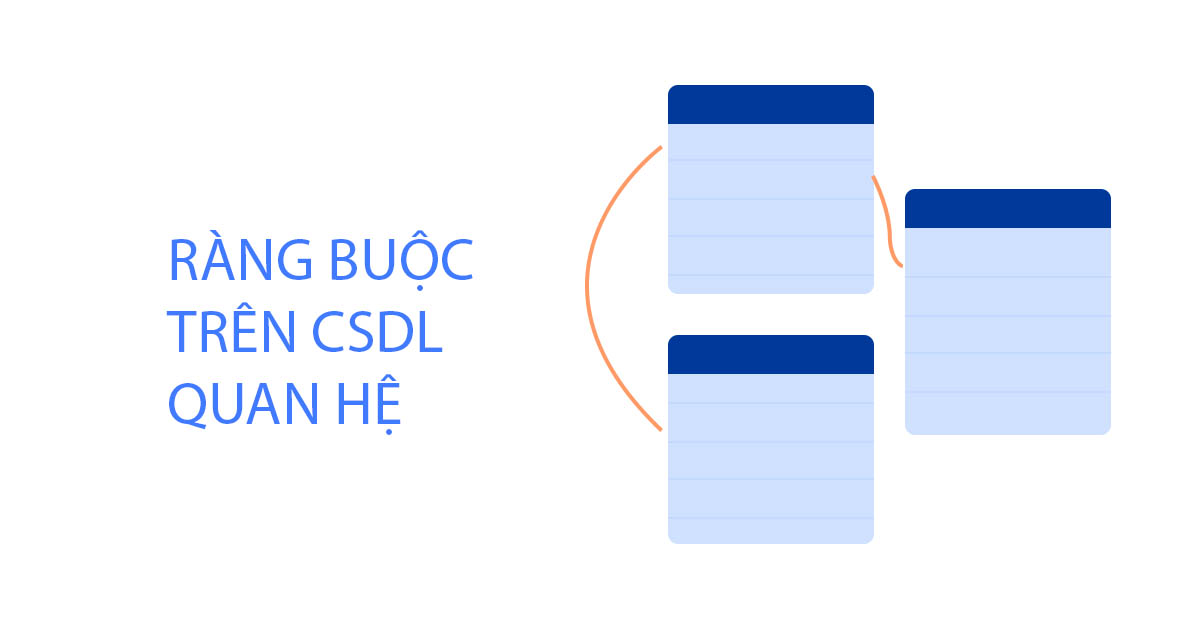 RÀNG BUỘC
TRÊN CSDL
QUAN HỆ